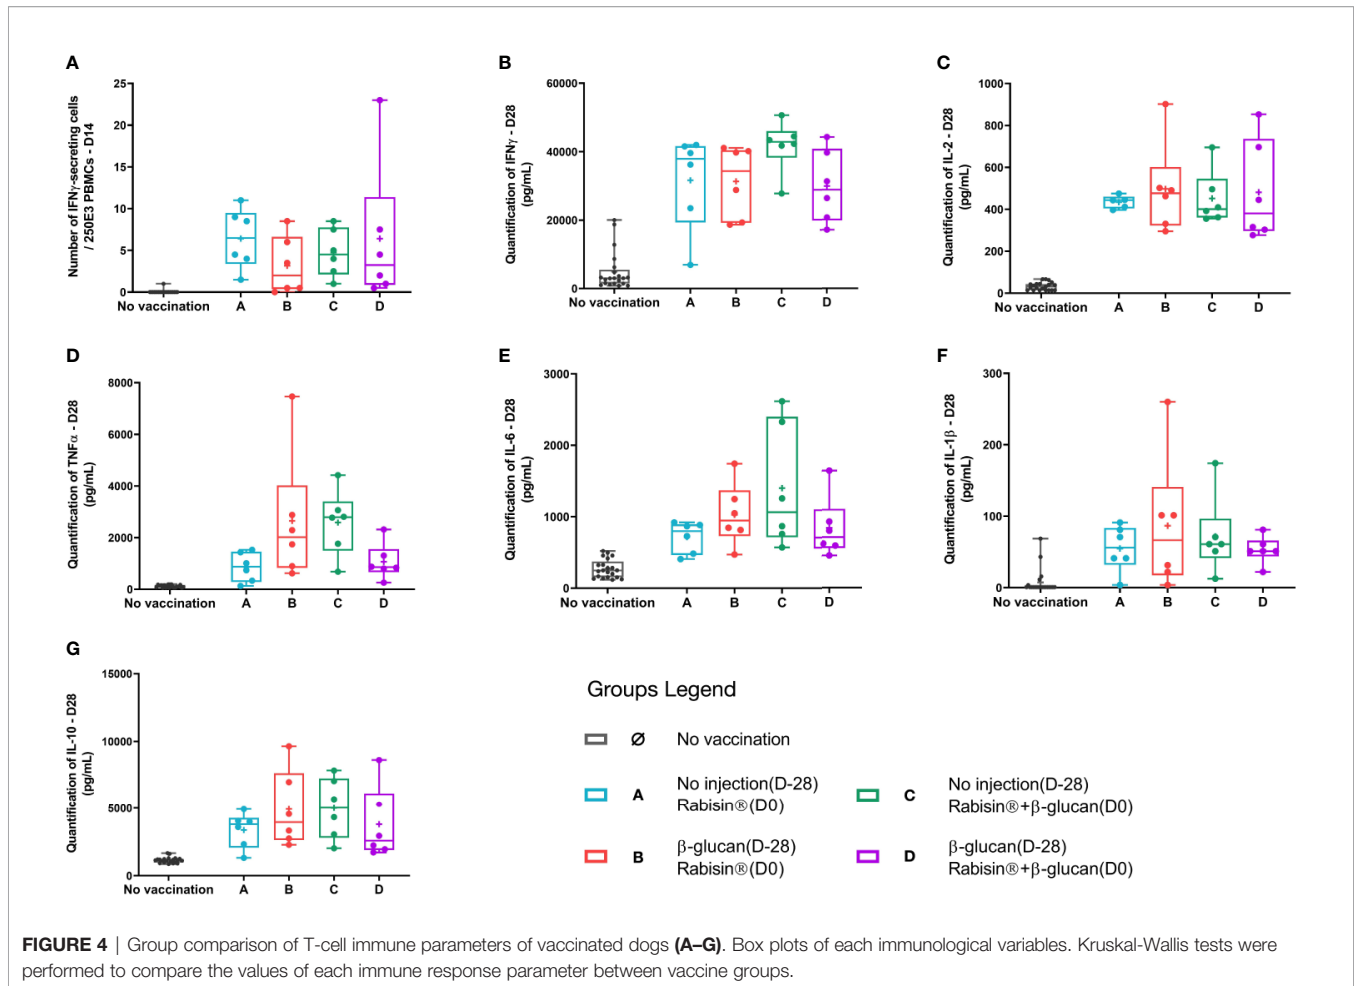 A
Number of IFNγ-secreting cells
/ 250E3 PBMCs - D14
25
20
15
10
5
0
No vaccination A B C D
B
Quantification of IFNγ - D28
(pg/mL)
60000
40000
20000
0
No vaccination A B C D
C
Quantification of IL-2 - D28
(pg/mL)
1000
800
600
400
200
0
No vaccination A B C D
D
Quantification of TNFα - D28
(pg/mL)
8000
6000
4000
2000
0
No vaccination A B C D
E
Quantification of IL-6 - D28
(pg/mL)
3000
2000
1000
0
No vaccination A B C D
F
Quantification of IL-1β - D28
(pg/mL)
300
200
100
0
No vaccination A B C D
G
Quantification of IL-10 - D28
(pg/mL)
15000
10000
5000
0
No vaccination A B C D
Groups Legend
Ø No vaccination
A No injection(D-28)
Rabisin®(D0)
B β-glucan(D-28)
Rabisin®(D0)
C No injection(D-28)
Rabisin®+β-glucan(D0)
D β-glucan(D-28)
Rabisin®+β-glucan(D0)
FIGURE 4 | Group comparison of T-cell immune parameters of vaccinated dogs (A–G). Box plots of each immunological variables. Kruskal-Wallis tests were
performed to compare the values of each immune response parameter between vaccine groups.